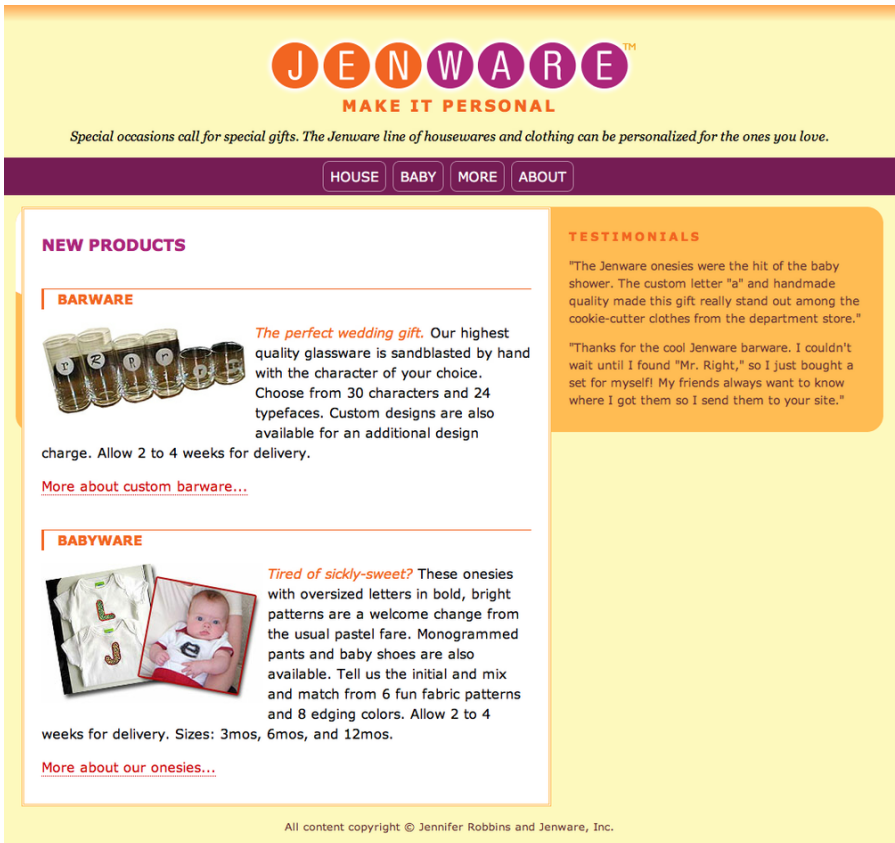 JENWARE™
MAKE IT PERSONAL
Special occasions call for special gifts. The Jenware line of housewares and clothing can be personalized for the ones you love.
HOUSE BABY MORE ABOUT
NEW PRODUCTS
BARWARE
The perfect wedding gift. Our highest
quality glassware is sandblasted by hand
with the character of your choice.
Choose from 30 characters and 24
typefaces. Custom designs are also
available for an additional design
charge. Allow 2 to 4 weeks for delivery.
r R R r
More about custom barware...
BABYWARE
Tired of sickly-sweet? These onesies
with oversized letters in bold, bright
patterns are a welcome change from
the usual pastel fare. Monogrammed
pants and baby shoes are also
available. Tell us the initial and mix
and match from 6 fun fabric patterns
and 8 edging colors. Allow 2 to 4
weeks for delivery. Sizes: 3mos, 6mos, and 12mos.
L
J
e
More about our onesies...
TESTIMONIALS
"The Jenware onesies were the hit of the baby
shower. The custom letter "a" and handmade
quality made this gift really stand out among the
cookie-cutter clothes from the department store."
"Thanks for the cool Jenware barware. I couldn't
wait until I found "Mr. Right," so I just bought a
set for myself! My friends always want to know
where I got them so I send them to your site."
All content copyright © Jennifer Robbins and Jenware, Inc.